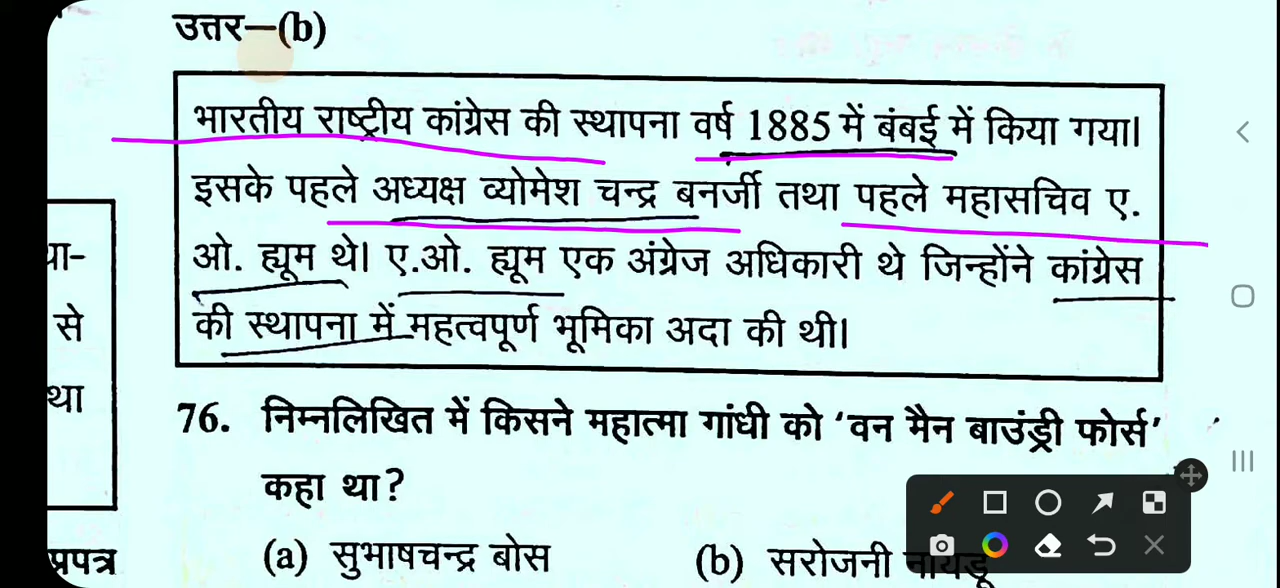 उत्तर–(b)
भारतीय राष्ट्रीय कांग्रेस की स्थापना वर्ष 1885 में बंबई में किया गया।
इसके पहले अध्यक्ष व्योमेश चन्द्र बनर्जी तथा पहले महासचिव ए.
ओ. ह्यूम थे। ए.ओ. ह्यूम एक अंग्रेज अधिकारी थे जिन्होंने कांग्रेस
की स्थापना में महत्वपूर्ण भूमिका अदा की थी।
या-
से
था
प्रपत्र
76. निम्नलिखित में किसने महात्मा गांधी को ‘वन मैन बाउंड्री फोर्स’
कहा था?
(a) सुभाषचन्द्र बोस (b) सरोजनी नायडू